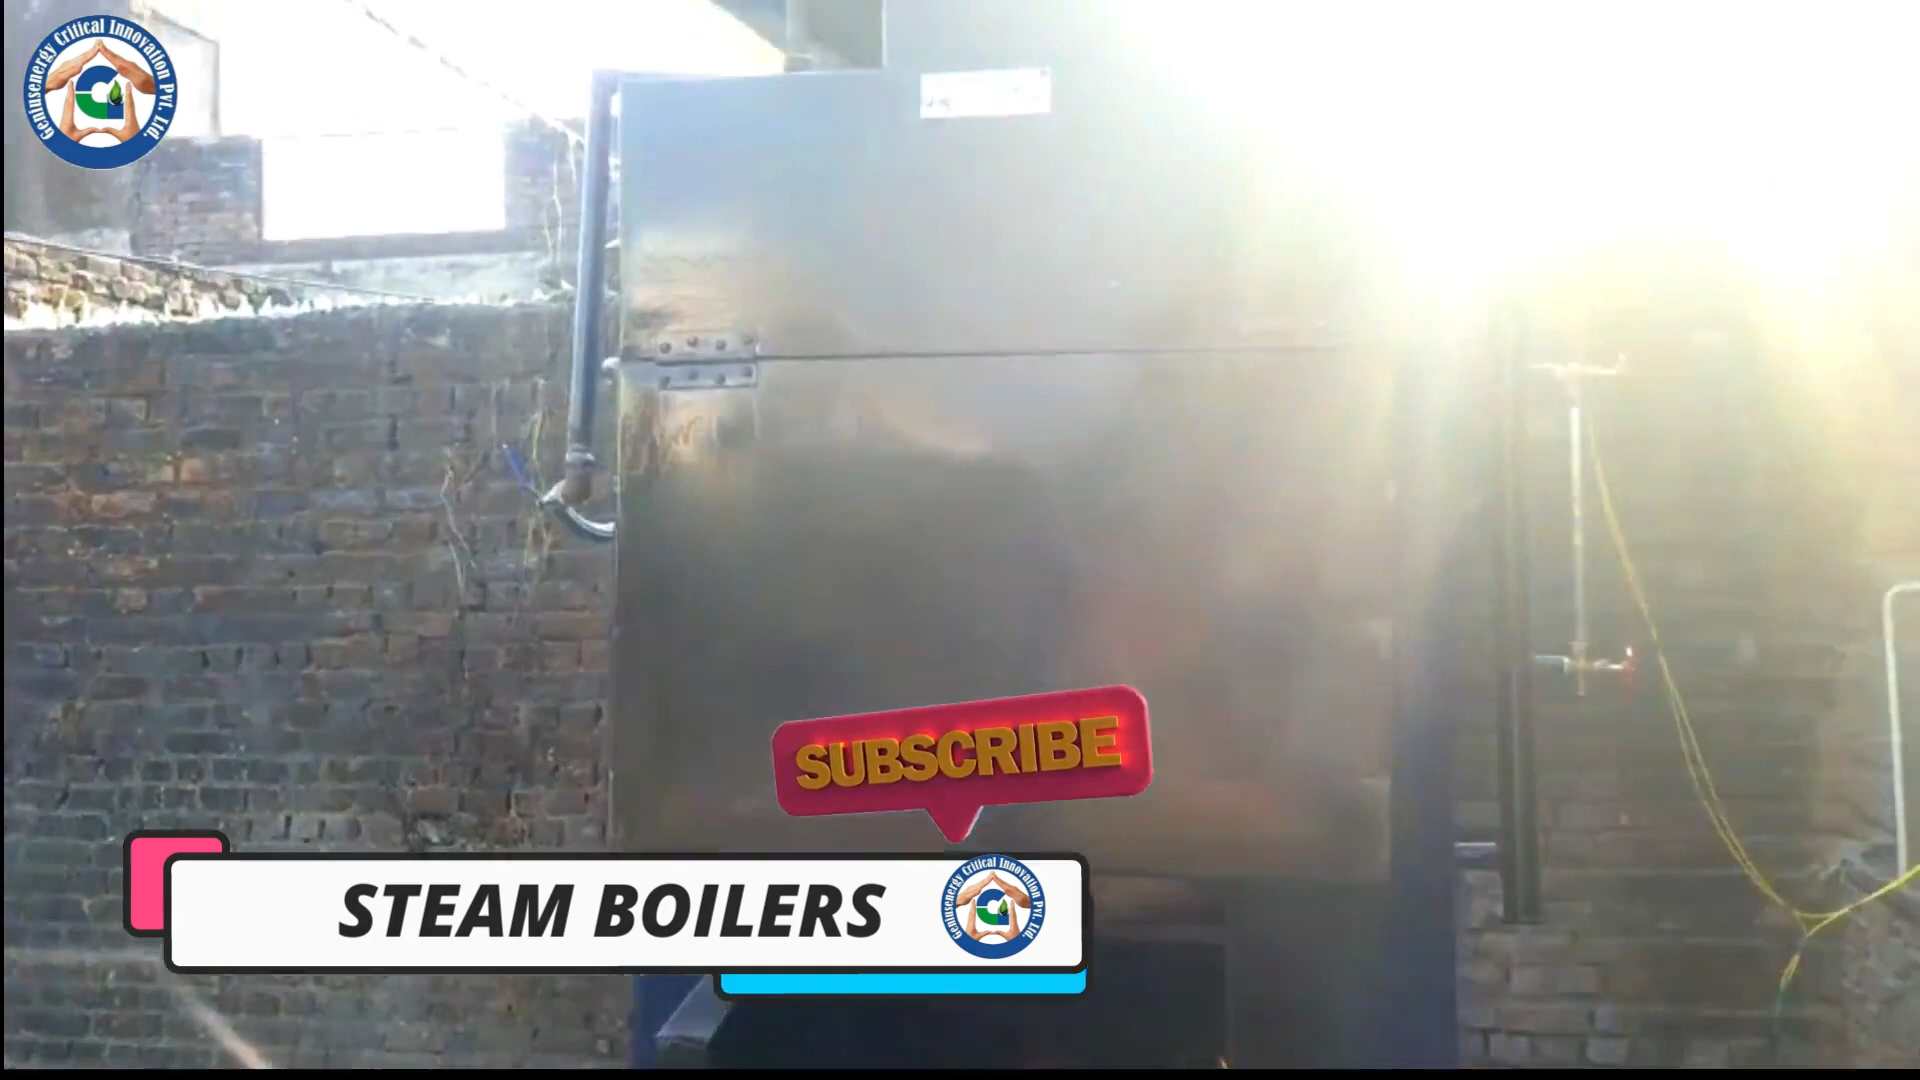 Geniusenergy Critical Innovation Pvt. Ltd.
SUBSCRIBE
STEAM BOILERS
Geniusenergy Critical Innovation Pvt. Ltd.